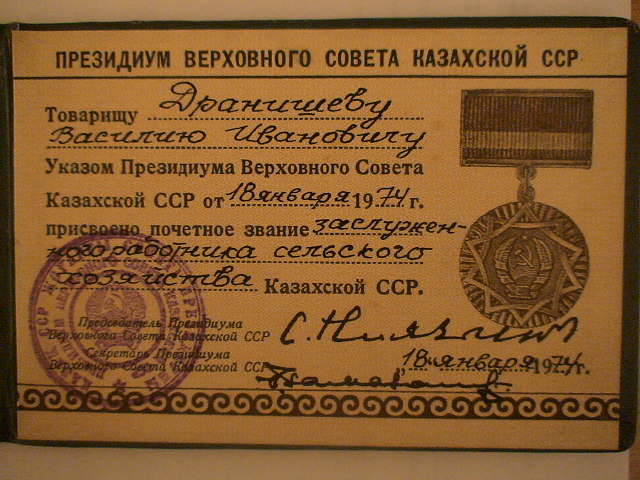 ПРЕЗИДИУМ ВЕРХОВНОГО СОВЕТА КАЗАХСКОЙ ССР
Товарищу Дранишеву
Василию Ивановичу
Указом Президиума Верховного Совета
Казахской ССР от 18 января 1974 г.
присвоено почетное звание заслужен-
ного работника сельского
хозяйства Казахской ССР.
Председатель Президиума
Верховного Совета Казахской ССР
Секретарь Президиума
Верховного Совета Казахской ССР
"18" января 1974 г.